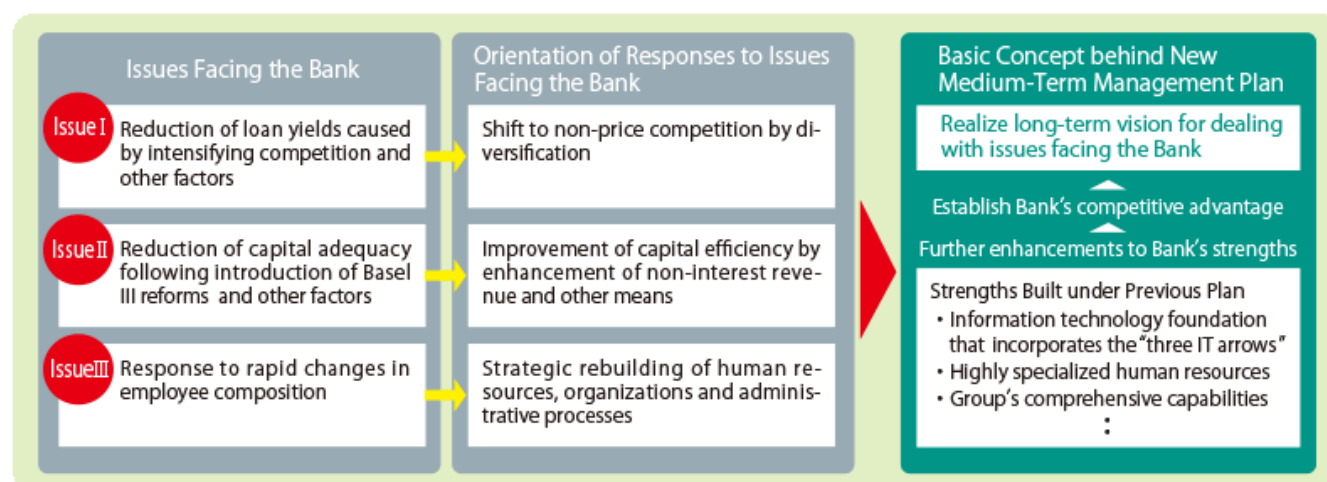 Issues Facing the Bank
Issue Ⅰ
Reduction of loan yields caused
by intensifying competition and
other factors
Issue Ⅱ
Reduction of capital adequacy
following introduction of Basel
III reforms and other factors
Issue Ⅲ
Response to rapid changes in
employee composition
Orientation of Responses to Issues
Facing the Bank
Shift to non-price competition by di-
versification
Improvement of capital efficiency by
enhancement of non-interest reve-
nue and other means
Strategic rebuilding of human re-
sources, organizations and adminis-
trative processes
Basic Concept behind New
Medium-Term Management Plan
Realize long-term vision for dealing
with issues facing the Bank
Establish Bank’s competitive advantage
Further enhancements to Bank’s strengths
Strengths Built under Previous Plan
・Information technology foundation
that incorporates the “three IT arrows”
・Highly specialized human resources
・Group’s comprehensive capabilities
: